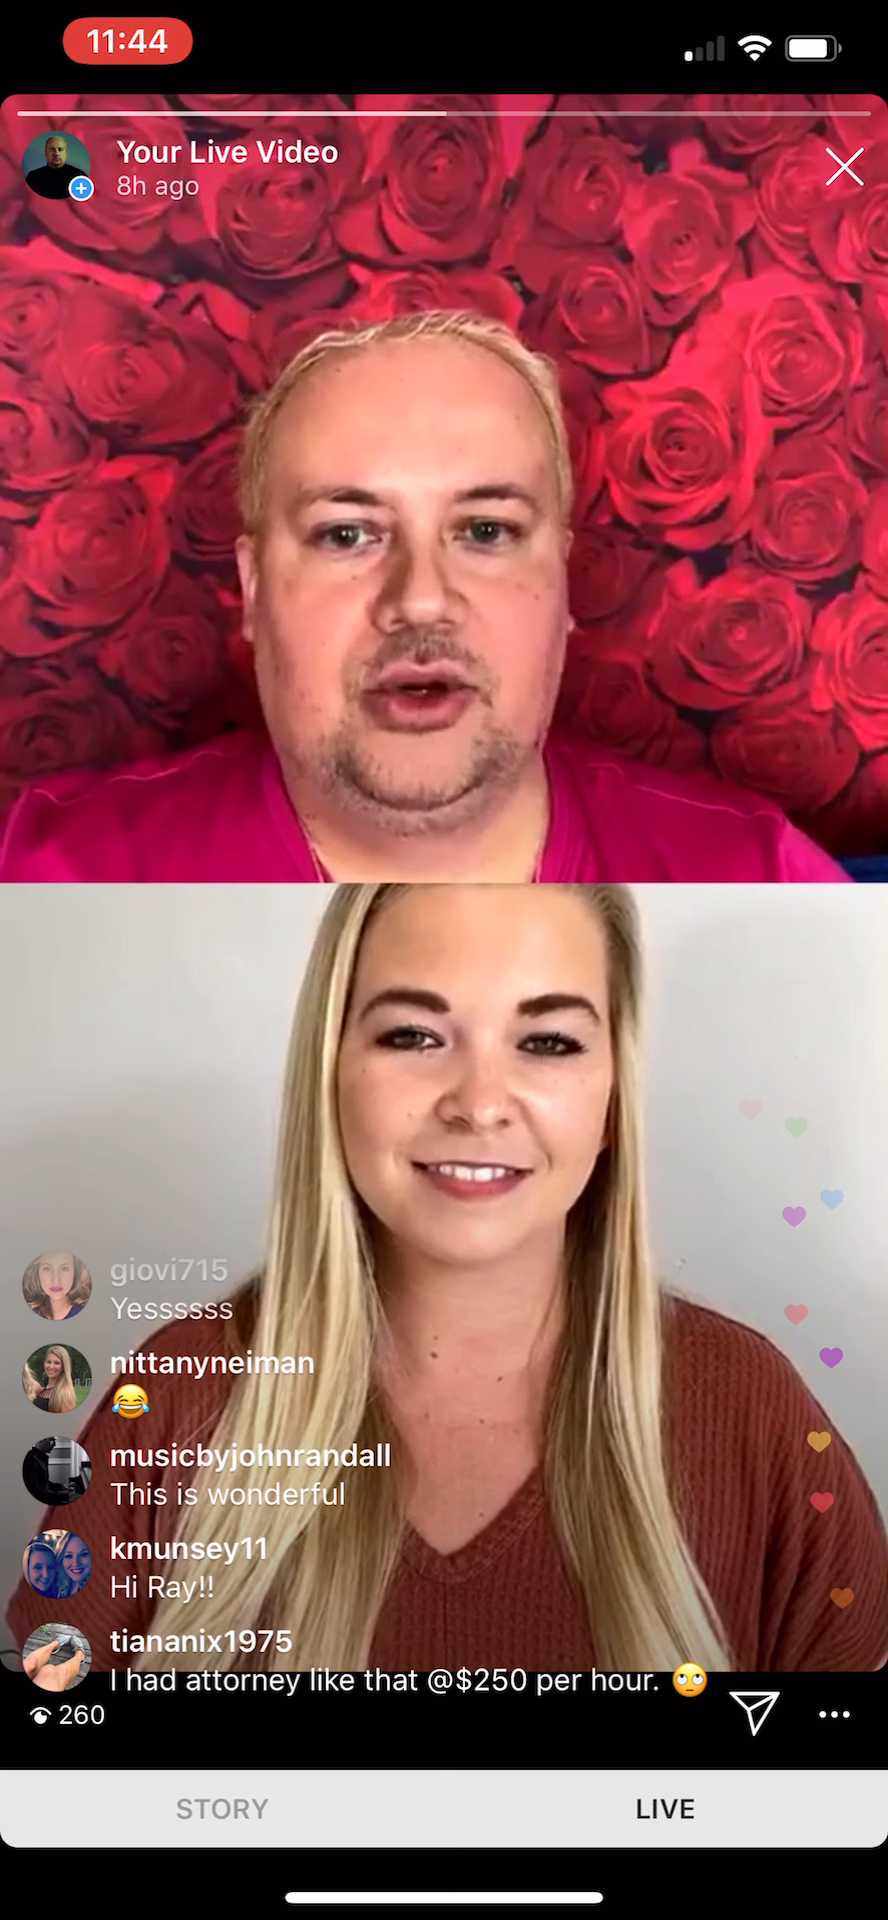 11:44
Your Live Video
8h ago
giovi715
Yessssss
nittanyneiman
😂
musicbyjohnrandall
This is wonderful
kmunsey11
Hi Ray!!
tiananix1975
I had attorney like that @$250 per hour. 🙄
260
STORY
LIVE